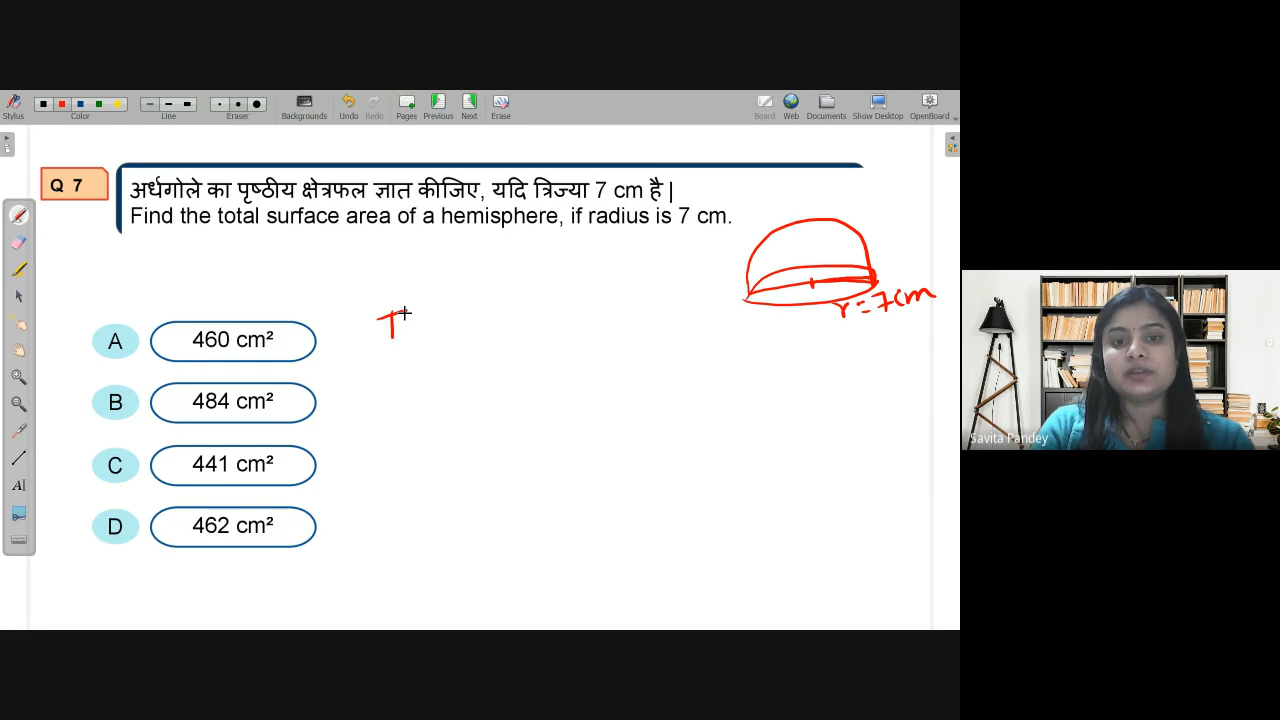 Stylus
Color
Line
Eraser
Backgrounds
Undo
Redo
Pages
Previous
Next
Erase
Board
Web
Documents
Show Desktop
OpenBoard
Q 7
अर्धगोले का पृष्ठीय क्षेत्रफल ज्ञात कीजिए, यदि त्रिज्या 7 cm है |
Find the total surface area of a hemisphere, if radius is 7 cm.
r = 7cm
T
A 460 cm²
B 484 cm²
C 441 cm²
D 462 cm²
Savita Pandey